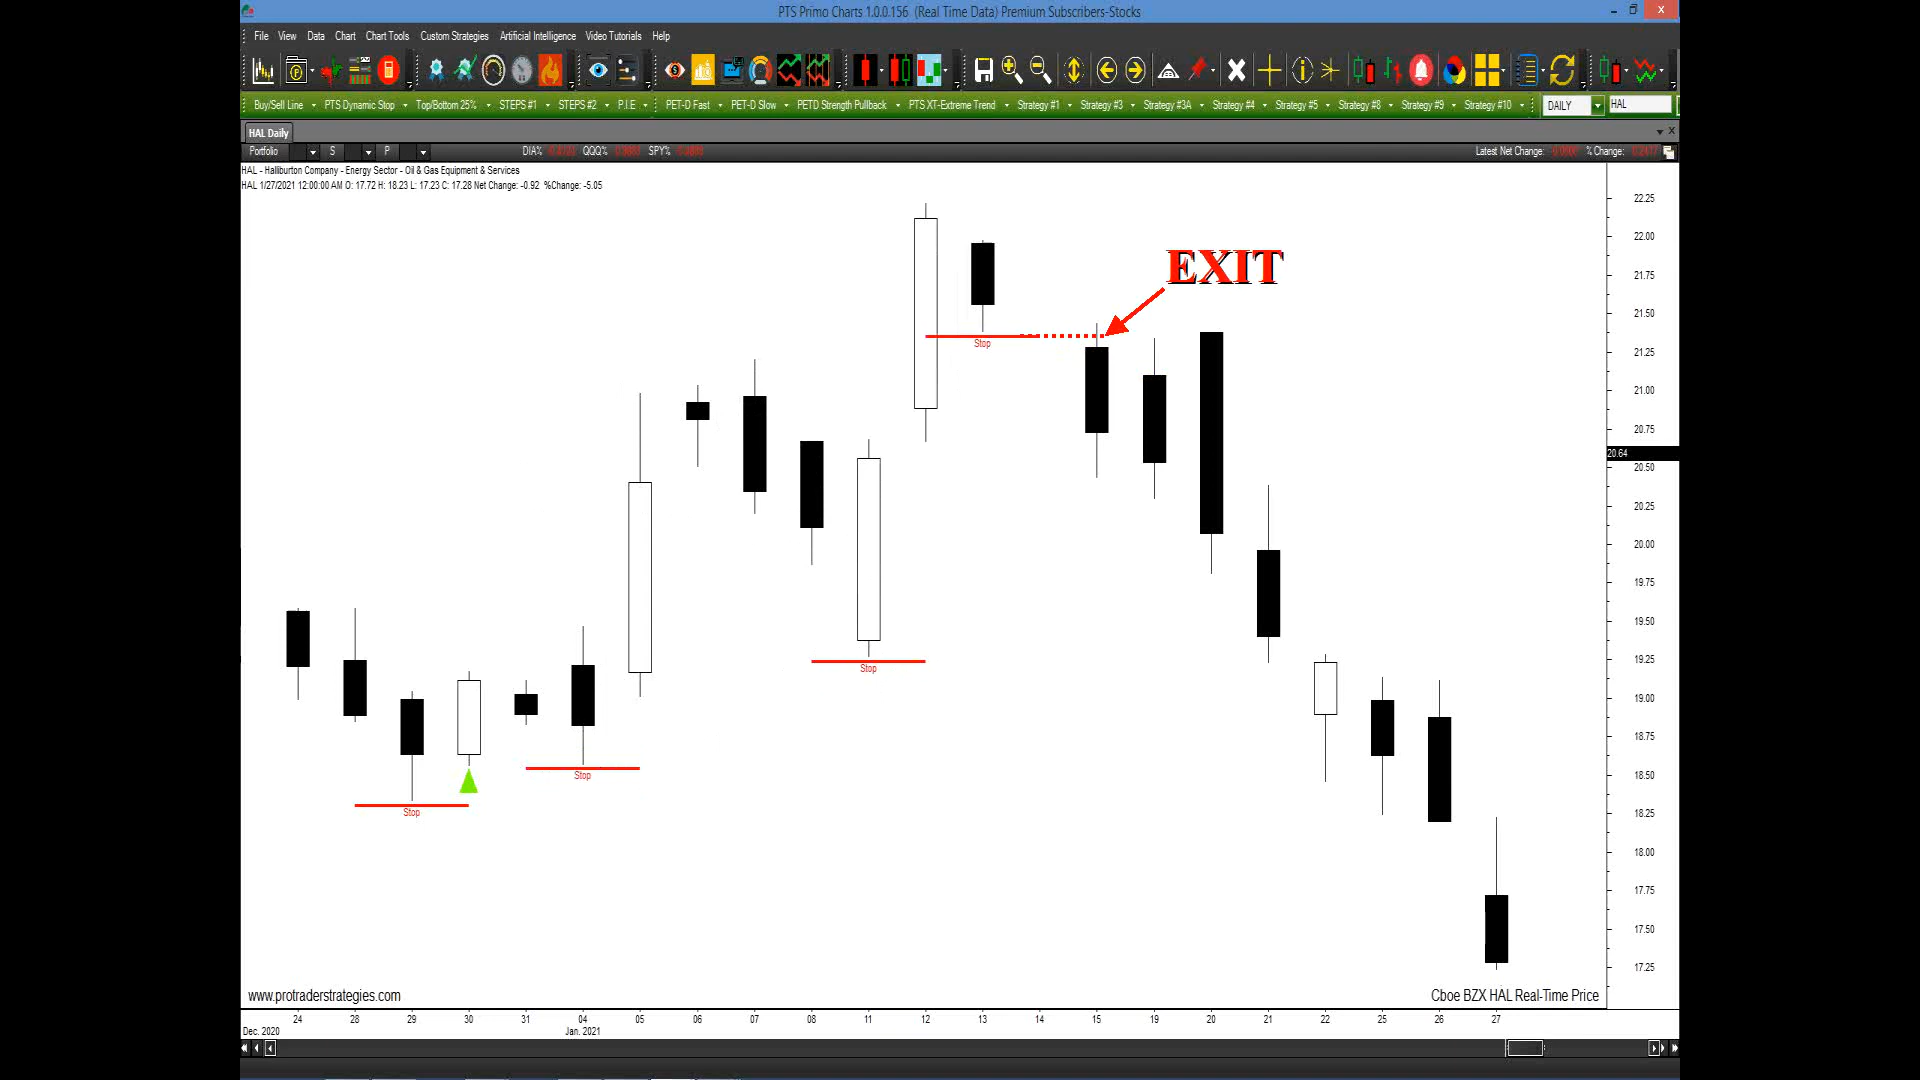 PTS Primo Charts 1.0.0.156 (Real Time Data) Premium Subscribers-Stocks
File View Data Chart Chart Tools Custom Strategies Artificial Intelligence Video Tutorials Help
Buy/Sell Line PTS Dynamic Stop Top/Bottom 25% STEPS #1 STEPS #2 P.I.E PET-D Fast PET-D Slow PETD Strength Pullback PTS XT-Extreme Trend Strategy #1 Strategy #3 Strategy #3A Strategy #4 Strategy #5 Strategy #8 Strategy #9 Strategy #10 DAILY HAL
HAL Daily
Portfolio S P DIA% QQQ% SPY% Latest Net Change: % Change:
HAL - Halliburton Company - Energy Sector - Oil & Gas Equipment & Services
HAL 1/27/2021 12:00:00 AM O: 17.72 H: 18.23 L: 17.23 C: 17.28 Net Change: -0.92 %Change: -5.05
EXIT
Stop
Stop
Stop
Stop
22.25
22.00
21.75
21.50
21.25
21.00
20.75
20.64
20.50
20.25
20.00
19.75
19.50
19.25
19.00
18.75
18.50
18.25
18.00
17.75
17.50
17.25
www.protraderstrategies.com
Cboe BZX HAL Real-Time Price
24 28 29 30 31 04 05 06 07 08 11 12 13 14 15 19 20 21 22 25 26 27
Dec. 2020 Jan. 2021